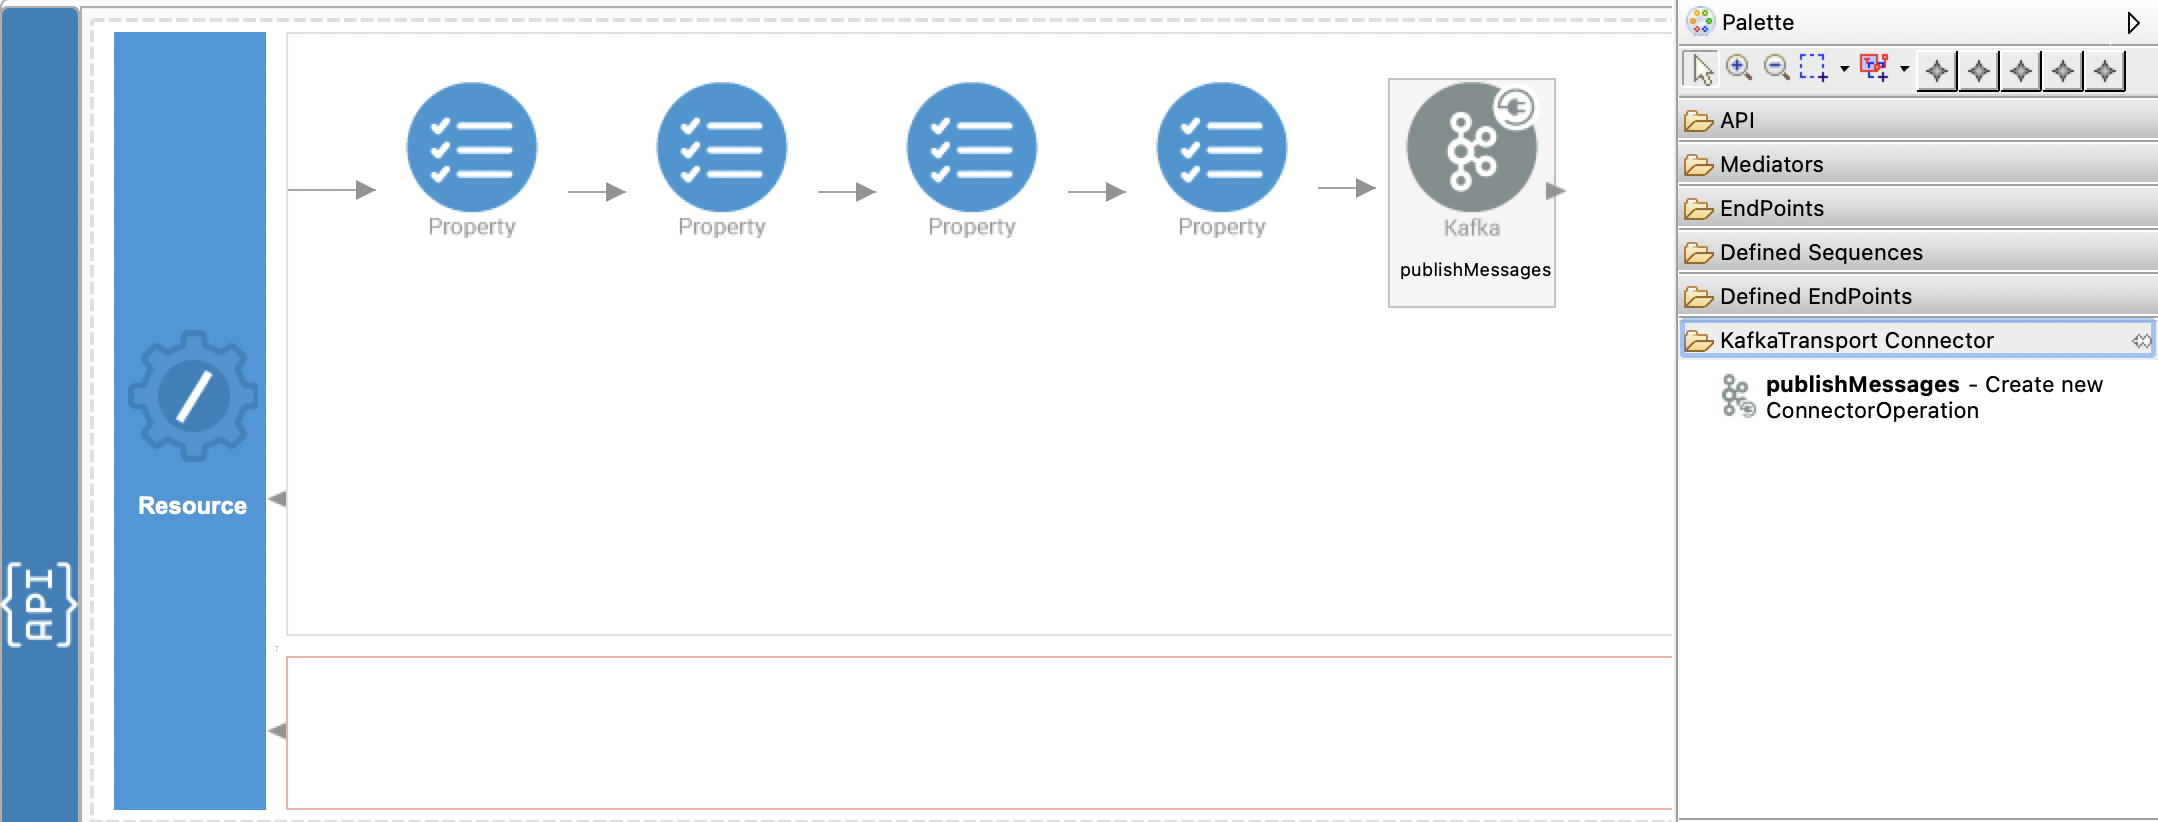 Palette
API
Mediators
EndPoints
Defined Sequences
Defined EndPoints
KafkaTransport Connector
publishMessages - Create new
ConnectorOperation
Property
Property
Property
Property
Kafka
publishMessages
Resource
{API}